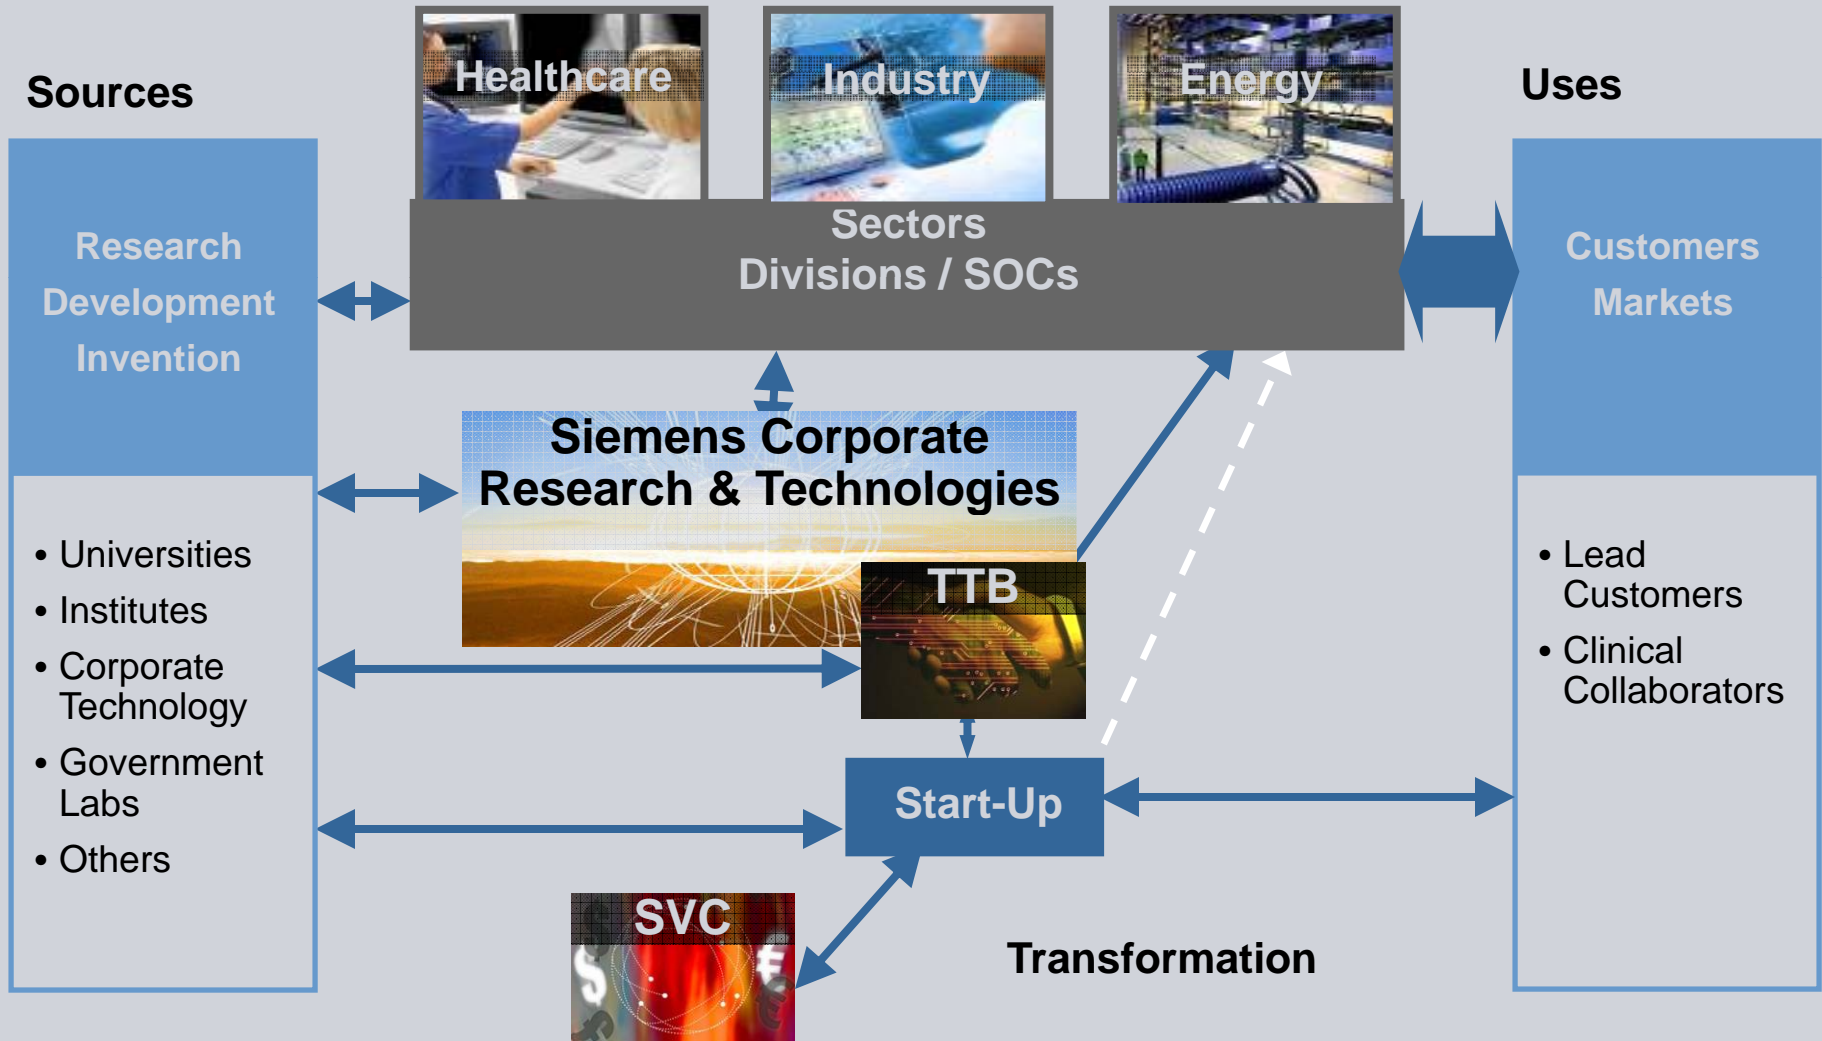 Sources
Research
Development
Invention
• Universities
• Institutes
• Corporate
Technology
• Government
Labs
• Others
Healthcare
Industry
Energy
Sectors
Divisions / SOCs
Siemens Corporate
Research & Technologies
TTB
Start-Up
SVC
$
€
€
Transformation
Uses
Customers
Markets
• Lead
Customers
• Clinical
Collaborators